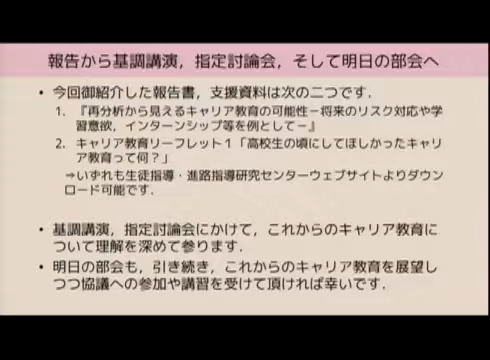 報告から基調講演，指定討論会，そして明日の部会へ
• 今回御紹介した報告書，支援資料は次の二つです．
1. 『再分析から見えるキャリア教育の可能性－将来のリスク対応や学
習意欲，インターンシップ等を例として－』
2. キャリア教育リーフレット１「高校生の頃にしてほしかったキャリ
ア教育って何？」
⇒いずれも生徒指導・進路指導研究センターウェブサイトよりダウン
ロード可能です．
• 基調講演，指定討論会にかけて，これからのキャリア教育に
ついて理解を深めて参ります．
• 明日の部会も，引き続き，これからのキャリア教育を展望し
つつ協議への参加や講習を受けて頂ければ幸いです．